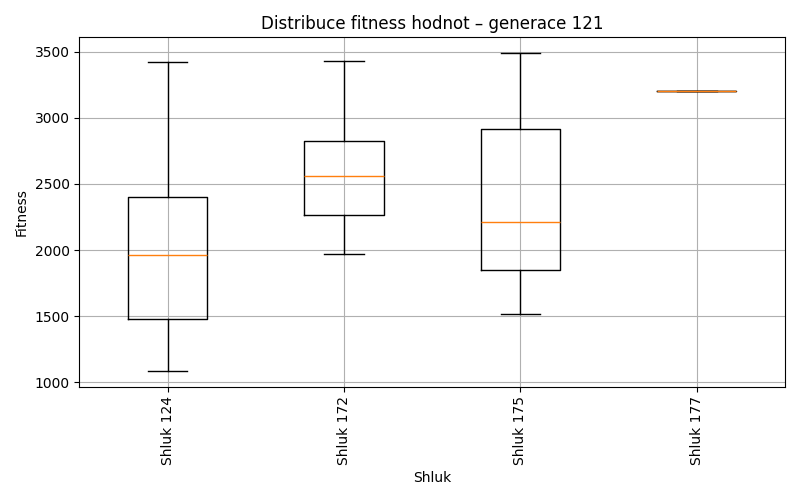 Distribuce fitness hodnot – generace 121
3500
3000
2500
2000
1500
1000
Fitness
Shluk 124
Shluk 172
Shluk 175
Shluk 177
Shluk